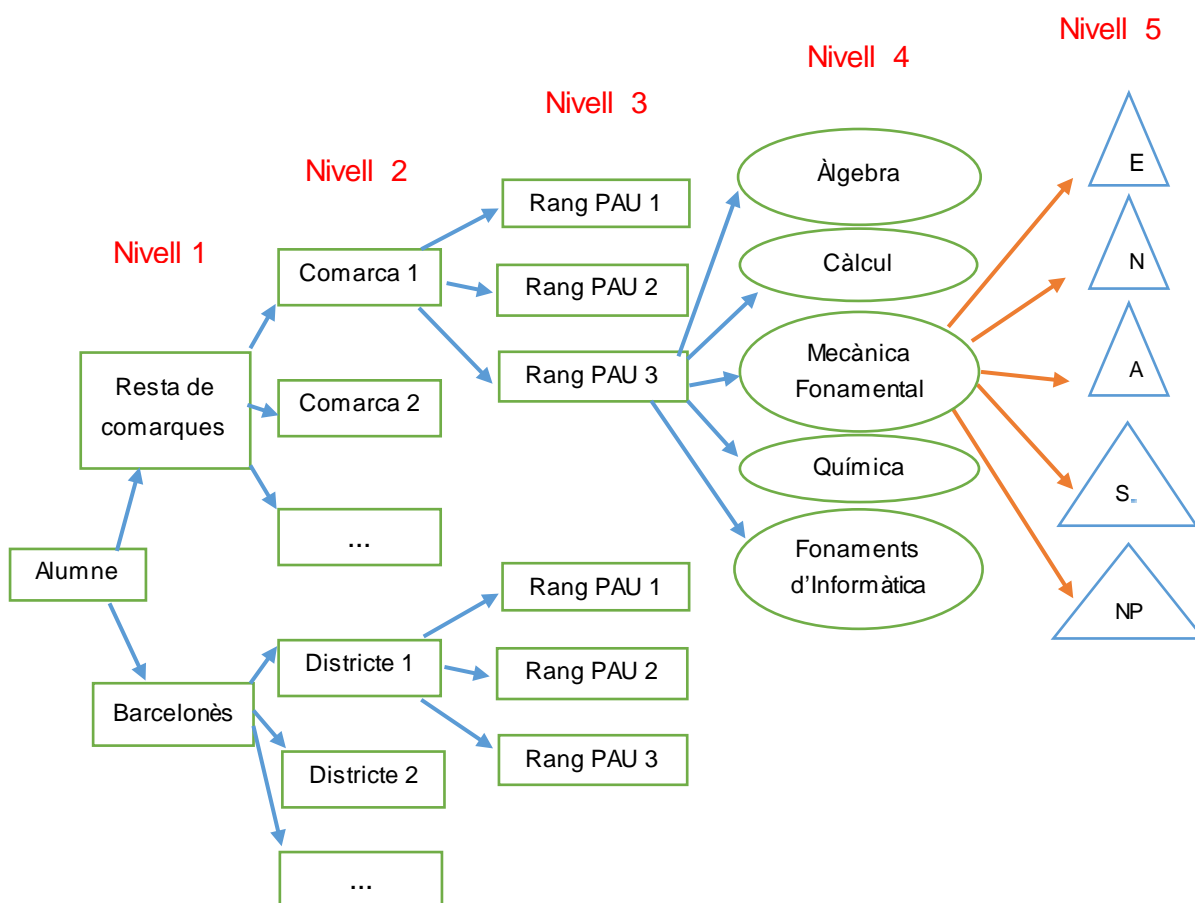 Nivell 5
Nivell 4
Nivell 3
Nivell 2
Nivell 1
Alumne
Resta de
comarques
Barcelonès
Comarca 1
Comarca 2
...
Districte 1
Districte 2
...
Rang PAU 1
Rang PAU 2
Rang PAU 3
Rang PAU 1
Rang PAU 2
Rang PAU 3
Àlgebra
Càlcul
Mecànica
Fonamental
Química
Fonaments
d'Informàtica
E
N
A
S
NP